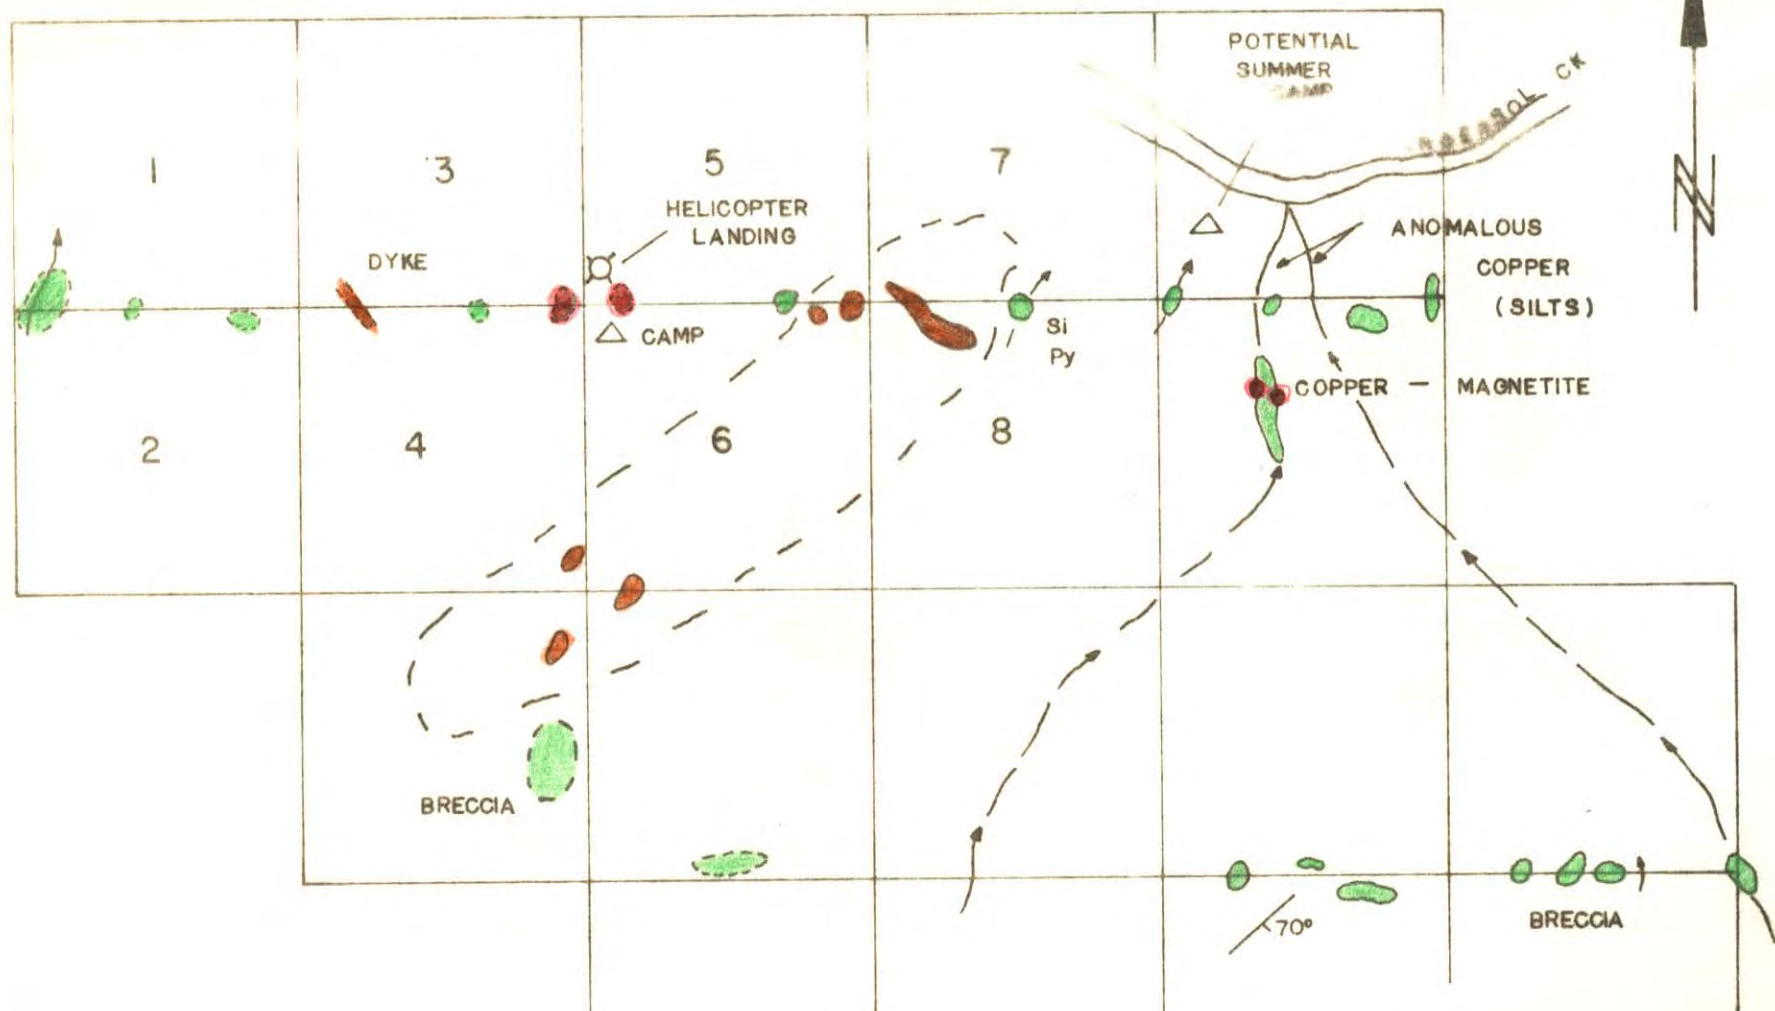 POTENTIAL
SUMMER
CAMP
CK
1
3
5
7
N
HELICOPTER
LANDING
DYKE
ANOMALOUS
COPPER
(SILTS)
CAMP
Si
Py
COPPER — MAGNETITE
2
4
6
8
BRECCIA
70°
BRECCIA